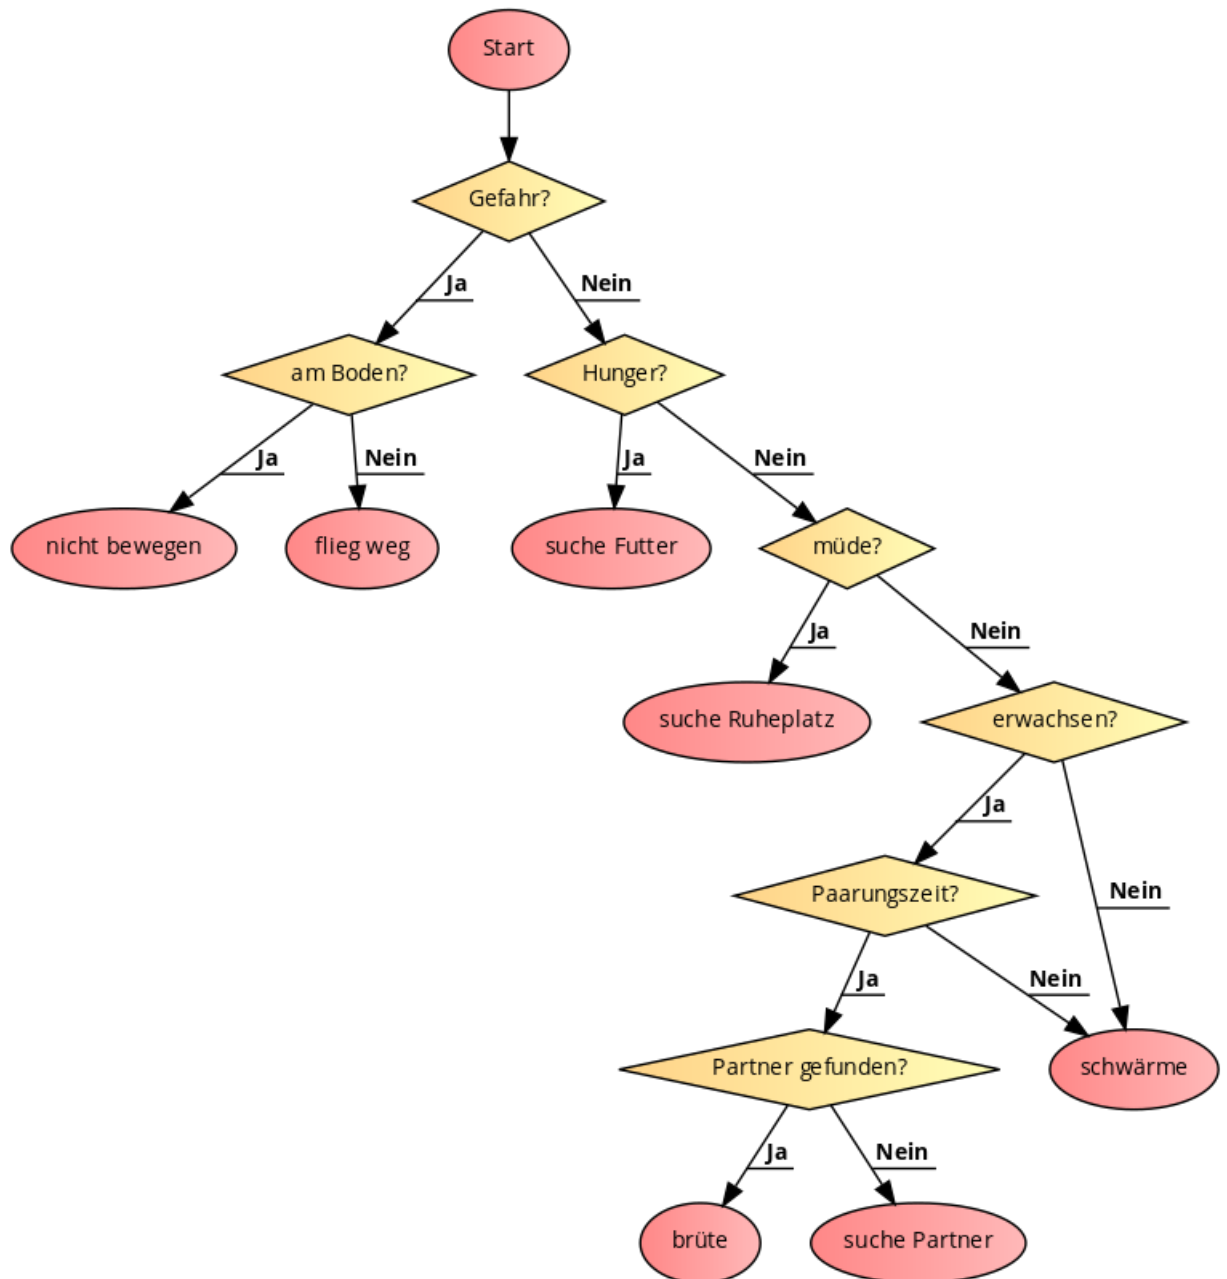 Start
Gefahr?
Ja
Nein
am Boden?
Hunger?
Ja
Nein
Ja
Nein
nicht bewegen
flieg weg
suche Futter
müde?
Ja
Nein
suche Ruheplatz
erwachsen?
Ja
Nein
Paarungszeit?
Ja
Nein
Partner gefunden?
schwärme
Ja
Nein
brüte
suche Partner